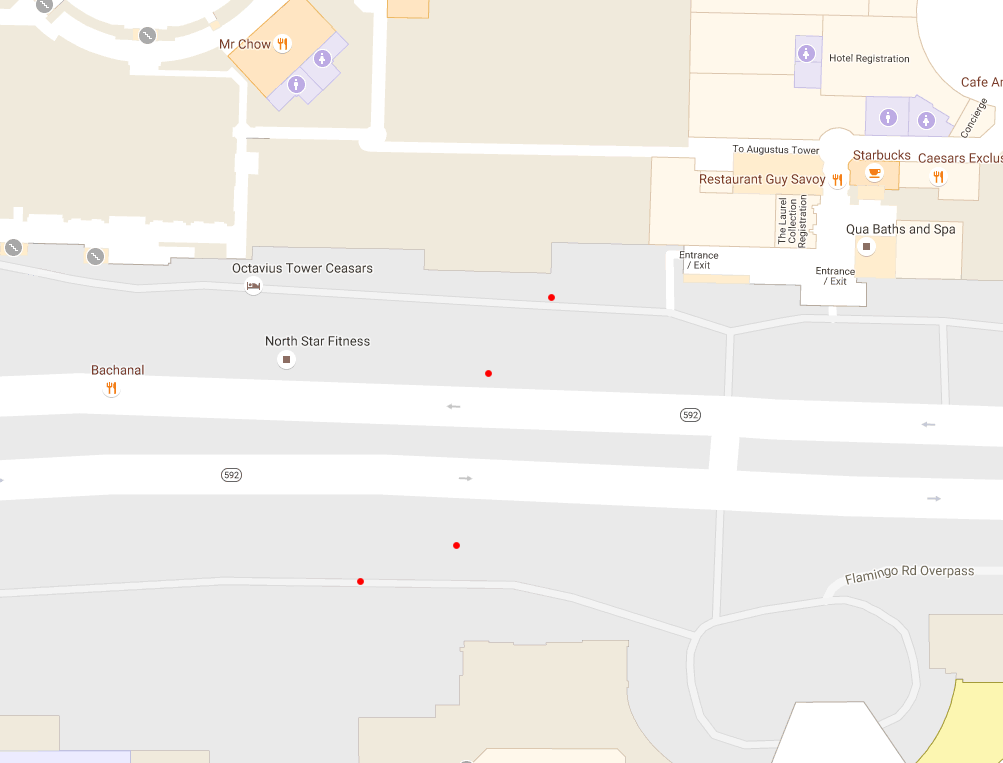 Mr Chow
Hotel Registration
Cafe Am
Concierge
To Augustus Tower
Starbucks
Caesars Exclus
Restaurant Guy Savoy
The Laurel
Collection
Registration
Qua Baths and Spa
Entrance
/ Exit
Entrance
/ Exit
Octavius Tower Ceasars
North Star Fitness
Bachanal
592
592
Flamingo Rd Overpass